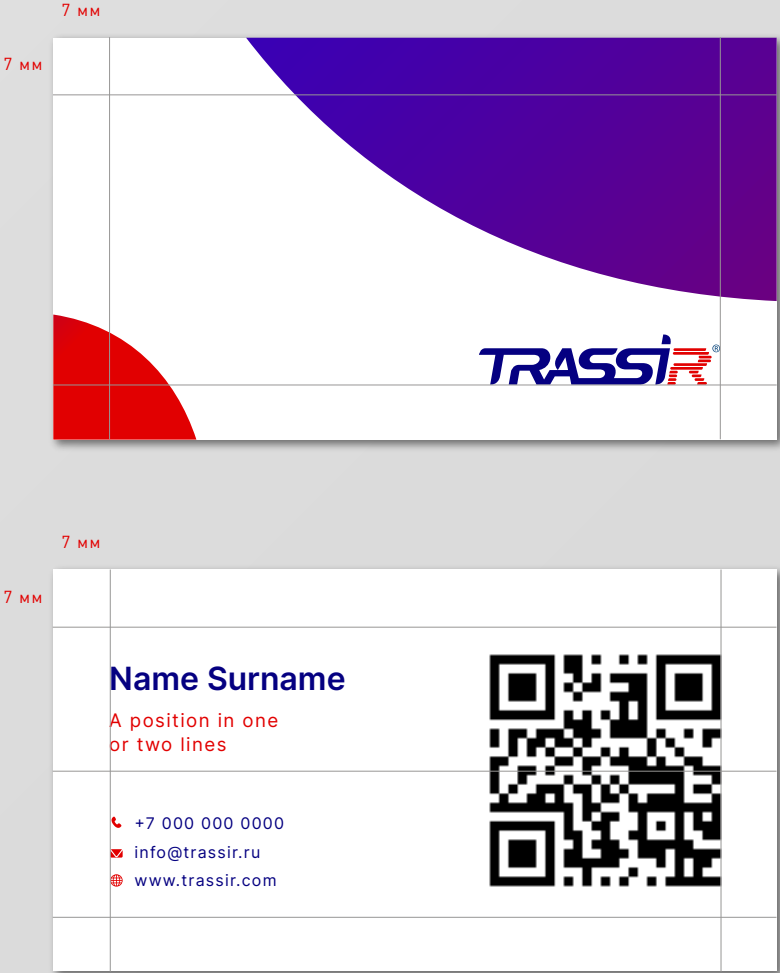 7 мм
7 мм
TRASSIR®
7 мм
7 мм
Name Surname
A position in one
or two lines
+7 000 000 0000
info@trassir.ru
www.trassir.com